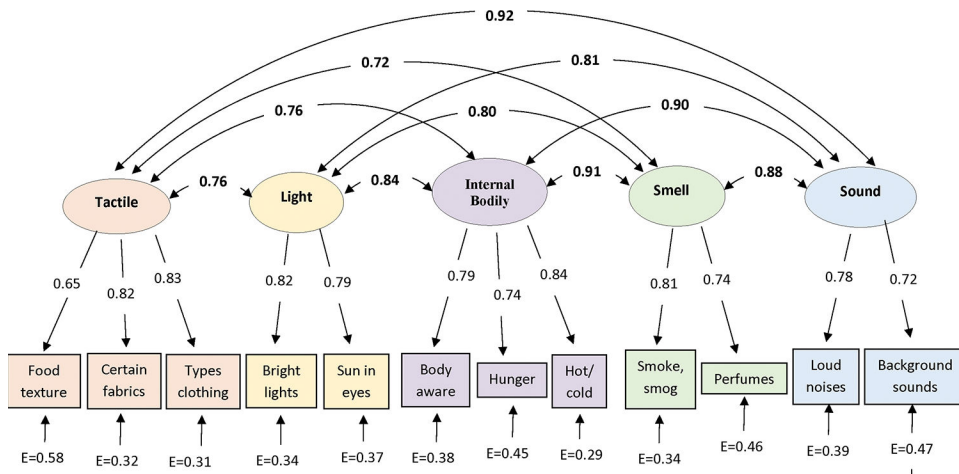 0.92
0.72
0.81
0.76
0.80
0.90
Tactile
0.76
Light
0.84
Internal
Bodily
0.91
Smell
0.88
Sound
0.65
0.82
0.83
0.82
0.79
0.79
0.74
0.84
0.81
0.74
0.78
0.72
Food
texture
Certain
fabrics
Types
clothing
Bright
lights
Sun in
eyes
Body
aware
Hunger
Hot/
cold
Smoke,
smog
Perfumes
Loud
noises
Background
sounds
E=0.58
E=0.32
E=0.31
E=0.34
E=0.37
E=0.38
E=0.45
E=0.29
E=0.34
E=0.46
E=0.39
E=0.47